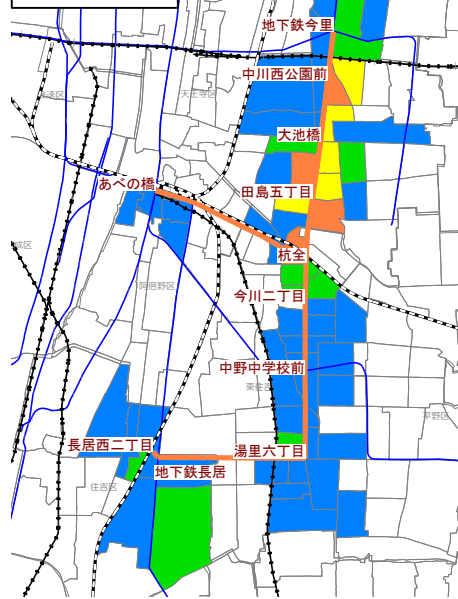 地下鉄今里
中川西公園前
天王寺区
大池橋
あべの橋
田島五丁目
杭全
阿倍野区
今川二丁目
中野中学校前
東住吉区
平野区
長居西二丁目
湯里六丁目
地下鉄長居
住吉区